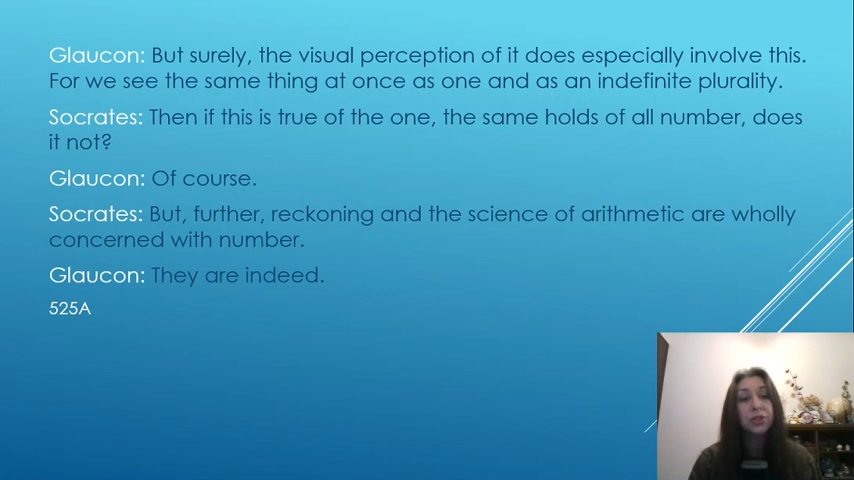 Glaucon: But surely, the visual perception of it does especially involve this.
For we see the same thing at once as one and as an indefinite plurality.
Socrates: Then if this is true of the one, the same holds of all number, does
it not?
Glaucon: Of course.
Socrates: But, further, reckoning and the science of arithmetic are wholly
concerned with number.
Glaucon: They are indeed.
525A